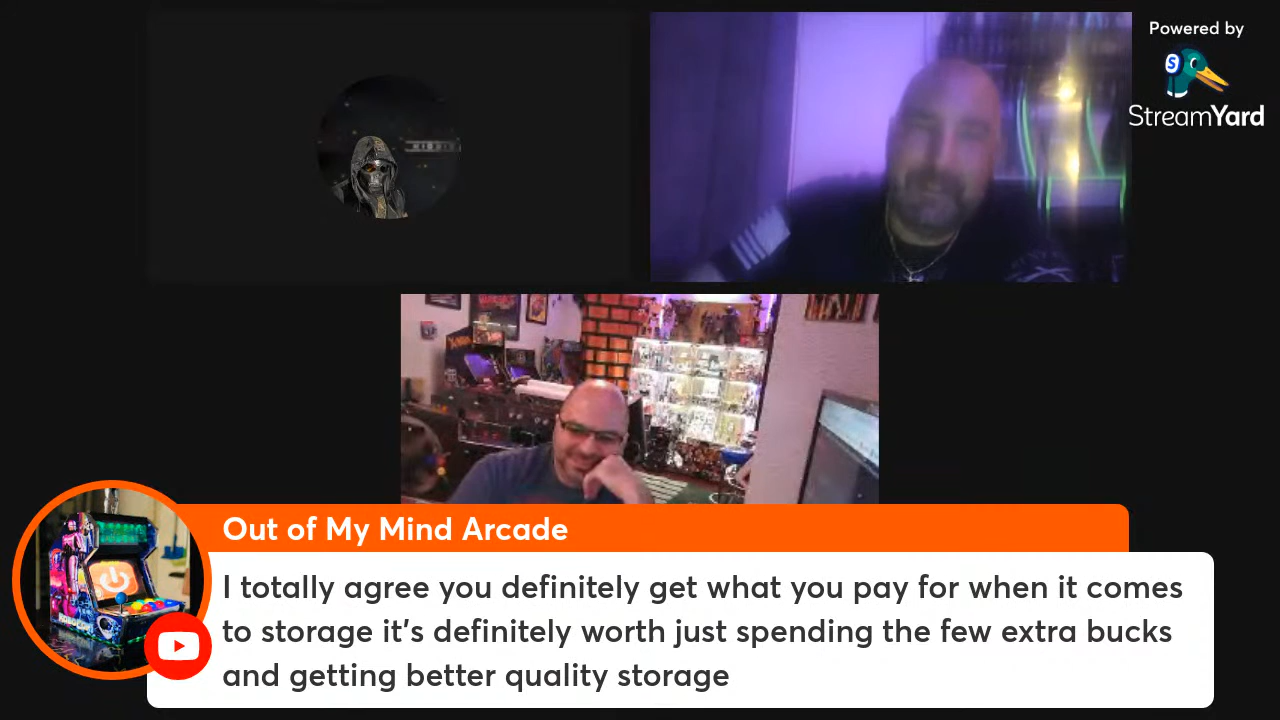 Powered by
S
StreamYard
Out of My Mind Arcade
I totally agree you definitely get what you pay for when it comes
to storage it's definitely worth just spending the few extra bucks
and getting better quality storage